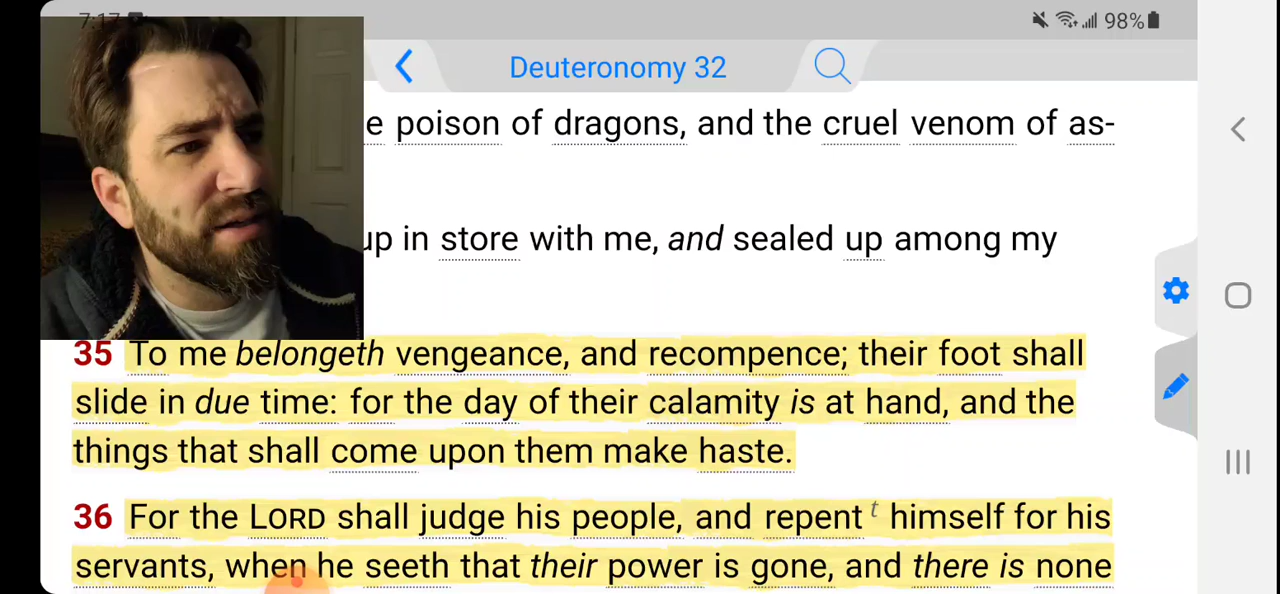 7:17 98%
Deuteronomy 32
e poison of dragons, and the cruel venom of as-
up in store with me, and sealed up among my
35 To me belongeth vengeance, and recompence; their foot shall
slide in due time: for the day of their calamity is at hand, and the
things that shall come upon them make haste.
36 For the LORD shall judge his people, and repent t himself for his
servants, when he seeth that their power is gone, and there is none